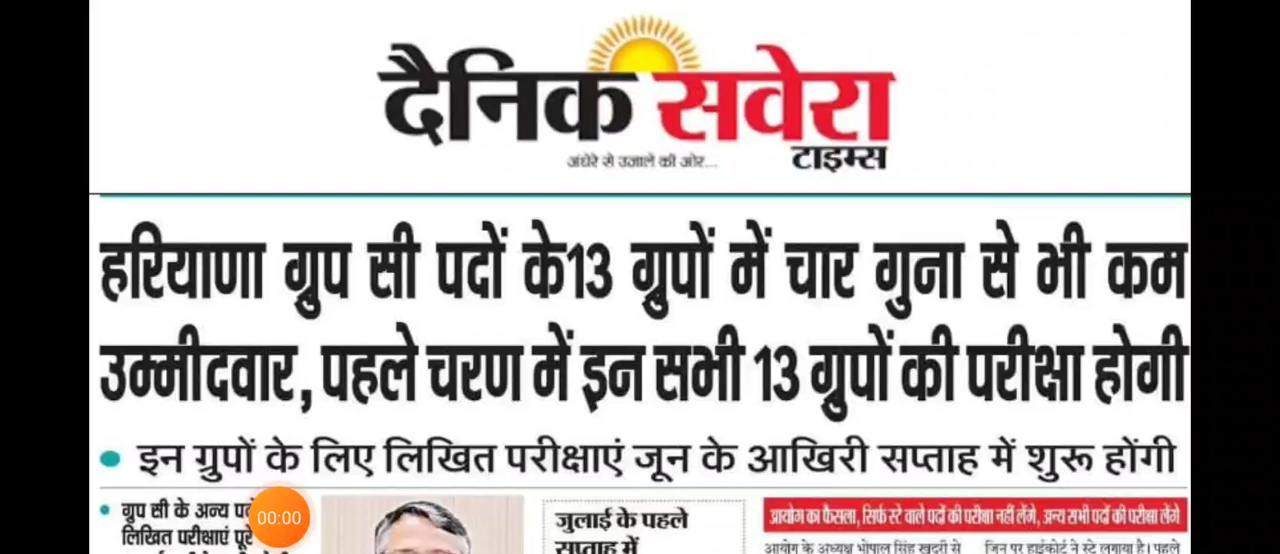 दैनिक सवेरा
टाइम्स
अंधेरे से उजाले की ओर...
हरियाणा ग्रुप सी पदों के13 ग्रुपों में चार गुना से भी कम
उम्मीदवार, पहले चरण में इन सभी 13 ग्रुपों की परीक्षा होगी
इन ग्रुपों के लिए लिखित परीक्षाएं जून के आखिरी सप्ताह में शुरू होंगी
ग्रुप सी के अन्य
लिखित परीक्षाएं
00:00
जुलाई के पहले
सप्ताह में
आयोग का फैसला, सिर्फ स्टे वाले पदों की परीक्षा नहीं लेंगे, अन्य सभी पदों की परीक्षा लेंगे
आयोग के अध्यक्ष भोपाल सिंह खदरी से
जिन पर हाईकोर्ट ने स्टे लगाया है। पहले